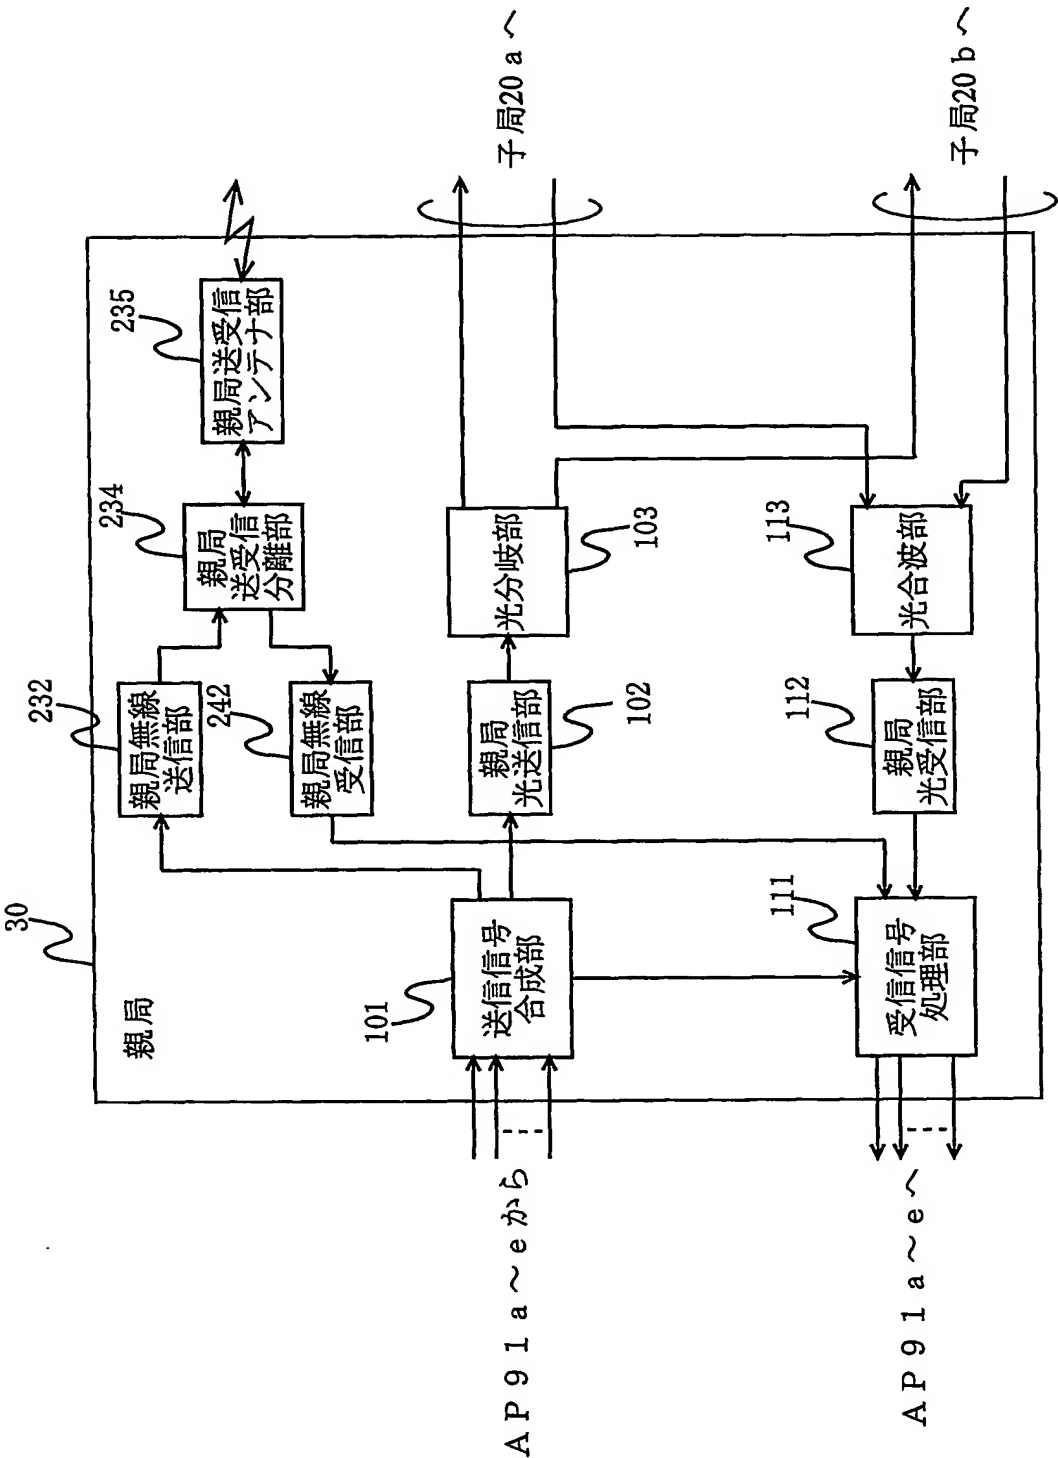 30
親局
232
親局無線
送信部
234
親局
送受信
分離部
235
親局送受信
アンテナ部
242
親局無線
受信部
101
送信信号
合成部
102
親局
光送信部
103
光分岐部
子局20aへ
AP91a～eから
111
受信信号
処理部
112
親局
光受信部
113
光合波部
子局20bへ
AP91a～eへ